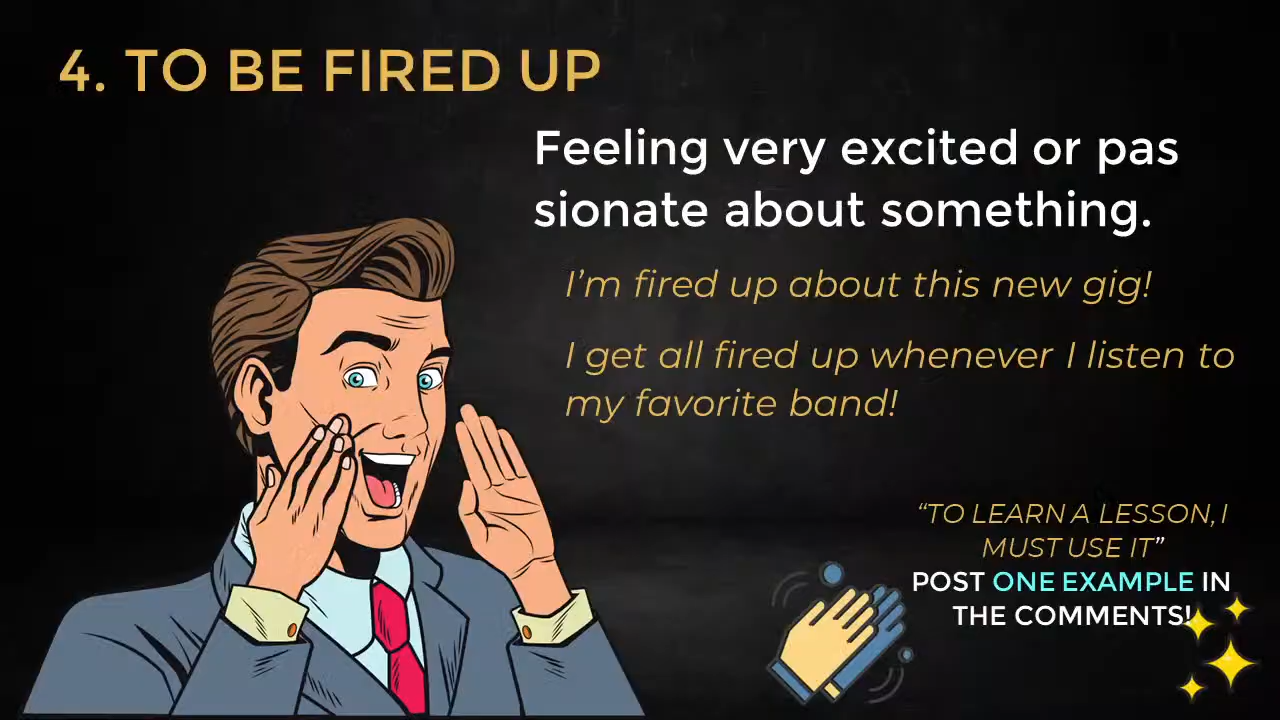 4. TO BE FIRED UP
Feeling very excited or pas
sionate about something.
I'm fired up about this new gig!
I get all fired up whenever I listen to
my favorite band!
“TO LEARN A LESSON, I
MUST USE IT”
POST ONE EXAMPLE IN
THE COMMENTS!